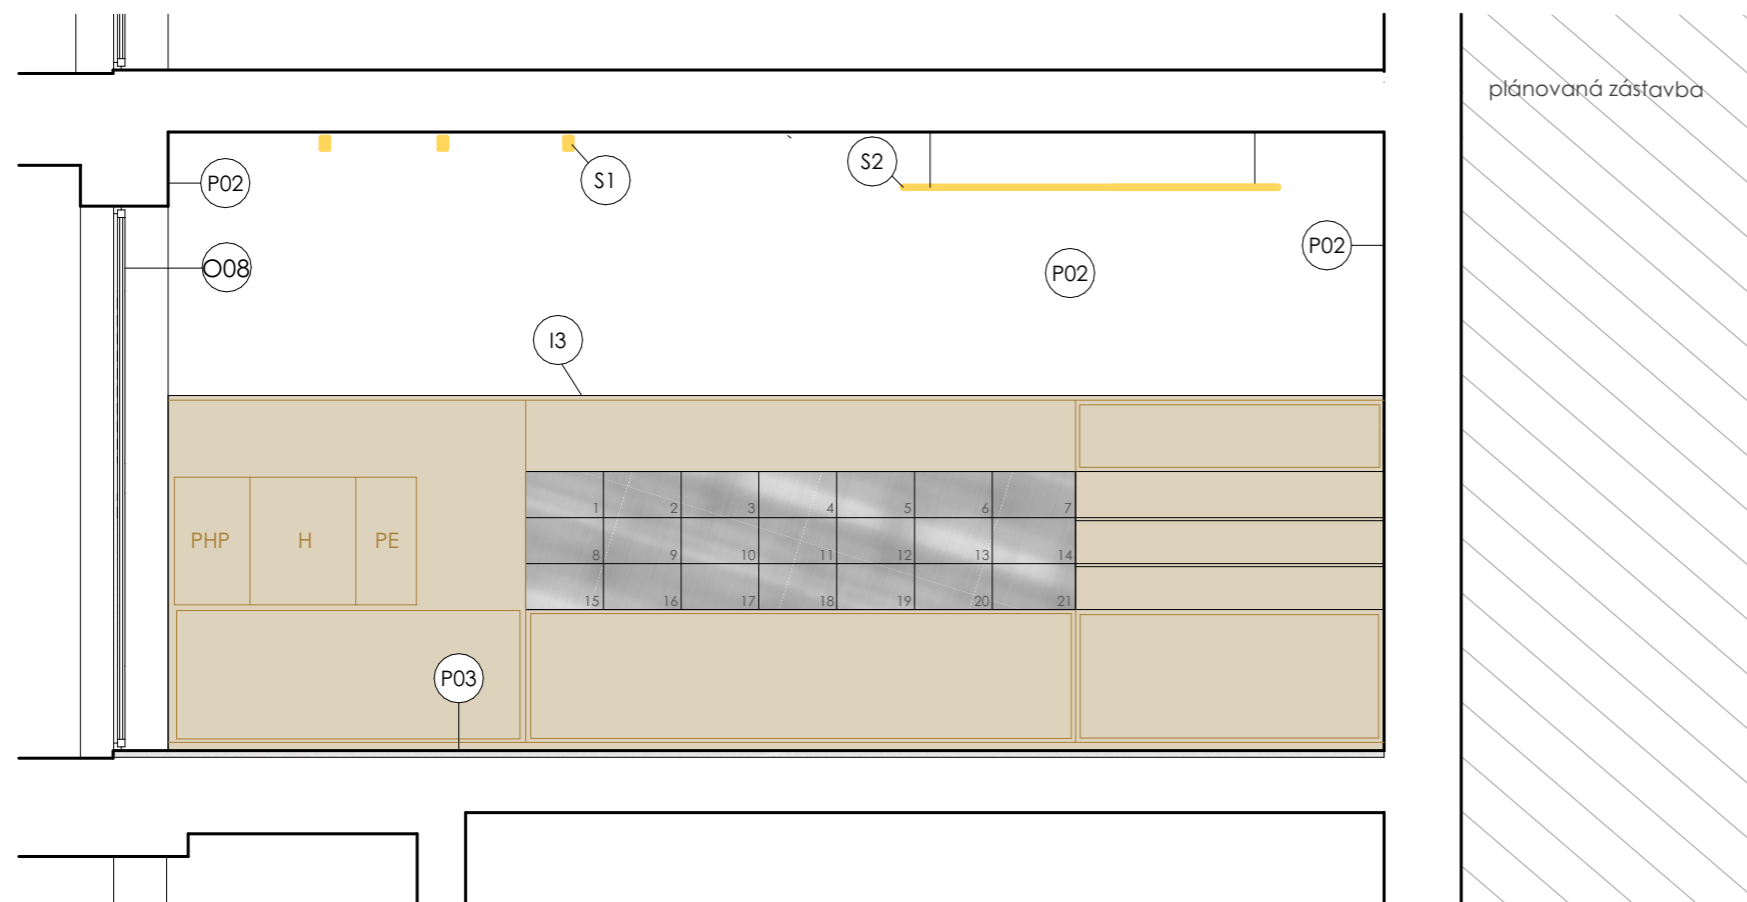 plánovaná zástavba
S2
P02
S1
P02
P02
O08
I3
1 2 3 4 5 6 7
PHP H PE
8 9 10 11 12 13 14
15 16 17 18 19 20 21
P03